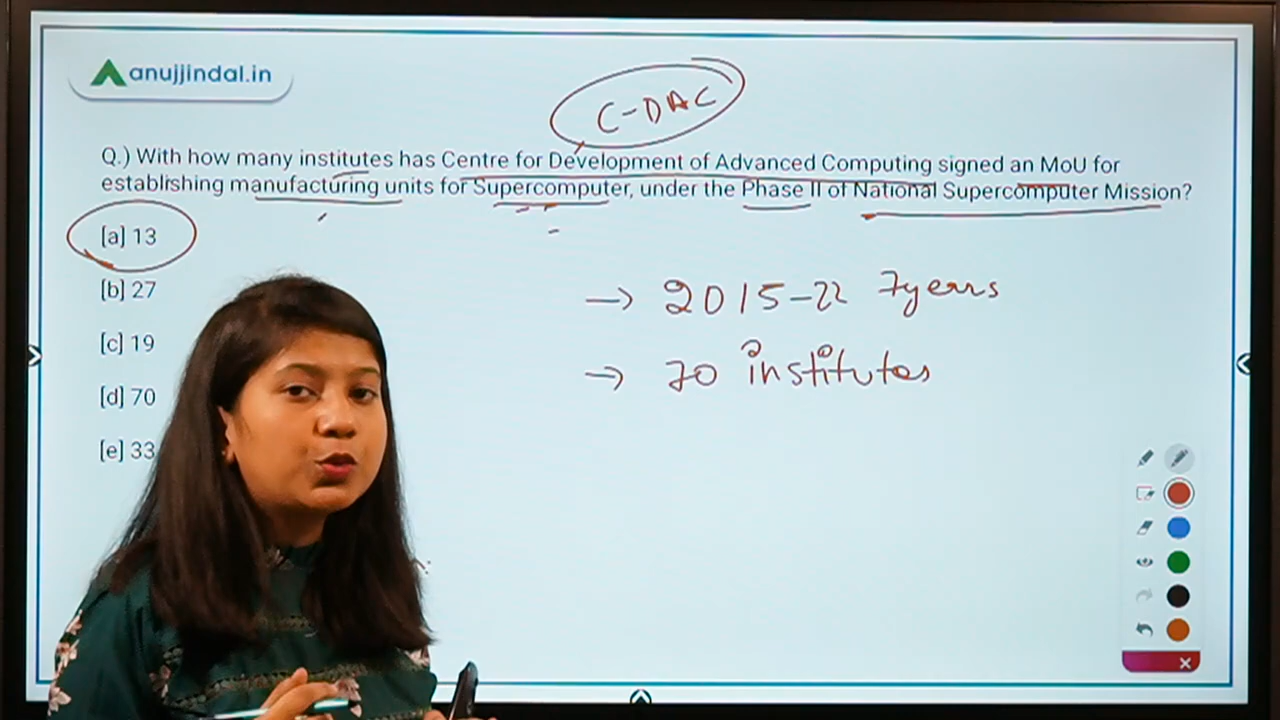 anujjindal.in
C-DAC
Q.) With how many institutes has Centre for Development of Advanced Computing signed an MoU for
establishing manufacturing units for Supercomputer, under the Phase II of National Supercomputer Mission?
[a] 13
[b] 27
[c] 19
[d] 70
[e] 33
→ 2015-22 7years
→ 70 institutes